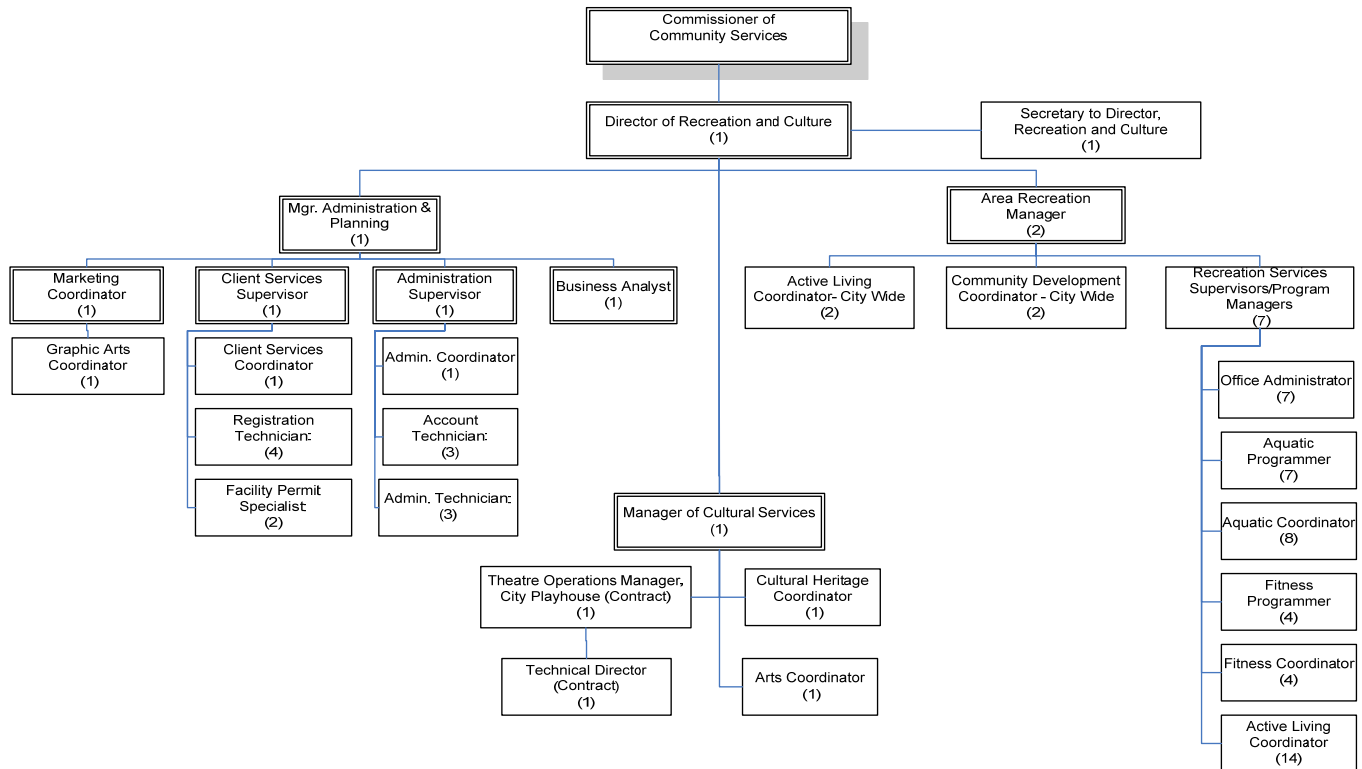 Commissioner of
Community Services
Director of Recreation and Culture
(1)
Secretary to Director,
Recreation and Culture
(1)
Mgr. Administration &
Planning
(1)
Area Recreation
Manager
(2)
Marketing
Coordinator
(1)
Client Services
Supervisor
(1)
Administration
Supervisor
(1)
Business Analyst
(1)
Active Living
Coordinator- City Wide
(2)
Community Development
Coordinator - City Wide
(2)
Recreation Services
Supervisors/Program
Managers
(7)
Graphic Arts
Coordinator
(1)
Client Services
Coordinator
(1)
Admin. Coordinator
(1)
Office Administrator
(7)
Registration
Technician:
(4)
Account
Technician:
(3)
Aquatic
Programmer
(7)
Facility Permit
Specialist
(2)
Admin. Technician:
(3)
Manager of Cultural Services
(1)
Aquatic Coordinator
(8)
Theatre Operations Manager,
City Playhouse (Contract)
(1)
Cultural Heritage
Coordinator
(1)
Fitness
Programmer
(4)
Technical Director
(Contract)
(1)
Arts Coordinator
(1)
Fitness Coordinator
(4)
Active Living
Coordinator
(14)